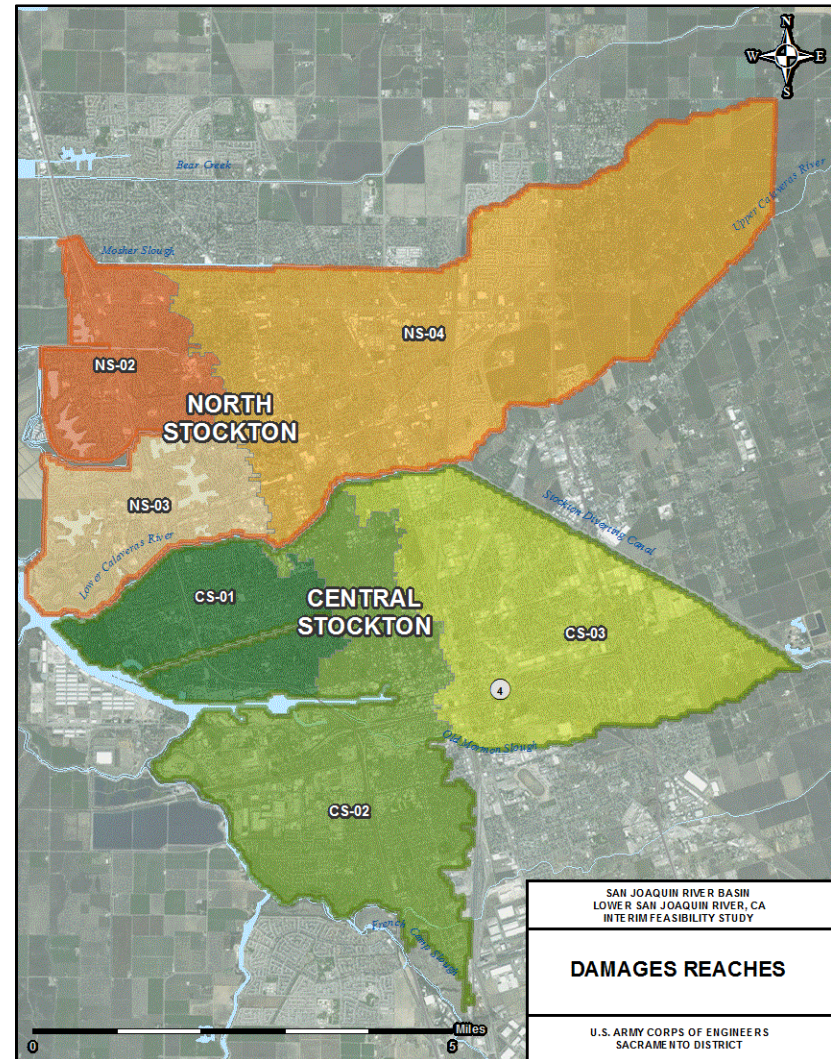 N
W E
S
Bear Creek
Upper Calaveras River
Mosher Slough
NS-04
NS-02
NORTH
STOCKTON
NS-03
Stockton Diverting Canal
Lower Calaveras River
CS-01
CENTRAL
STOCKTON
CS-03
4
Old Mormon Slough
CS-02
French Camp Slough
SAN JOAQUIN RIVER BASIN
LOWER SAN JOAQUIN RIVER, CA
INTERIM FEASIBILITY STUDY
DAMAGES REACHES
U.S. ARMY CORPS OF ENGINEERS
SACRAMENTO DISTRICT
Miles
0 5